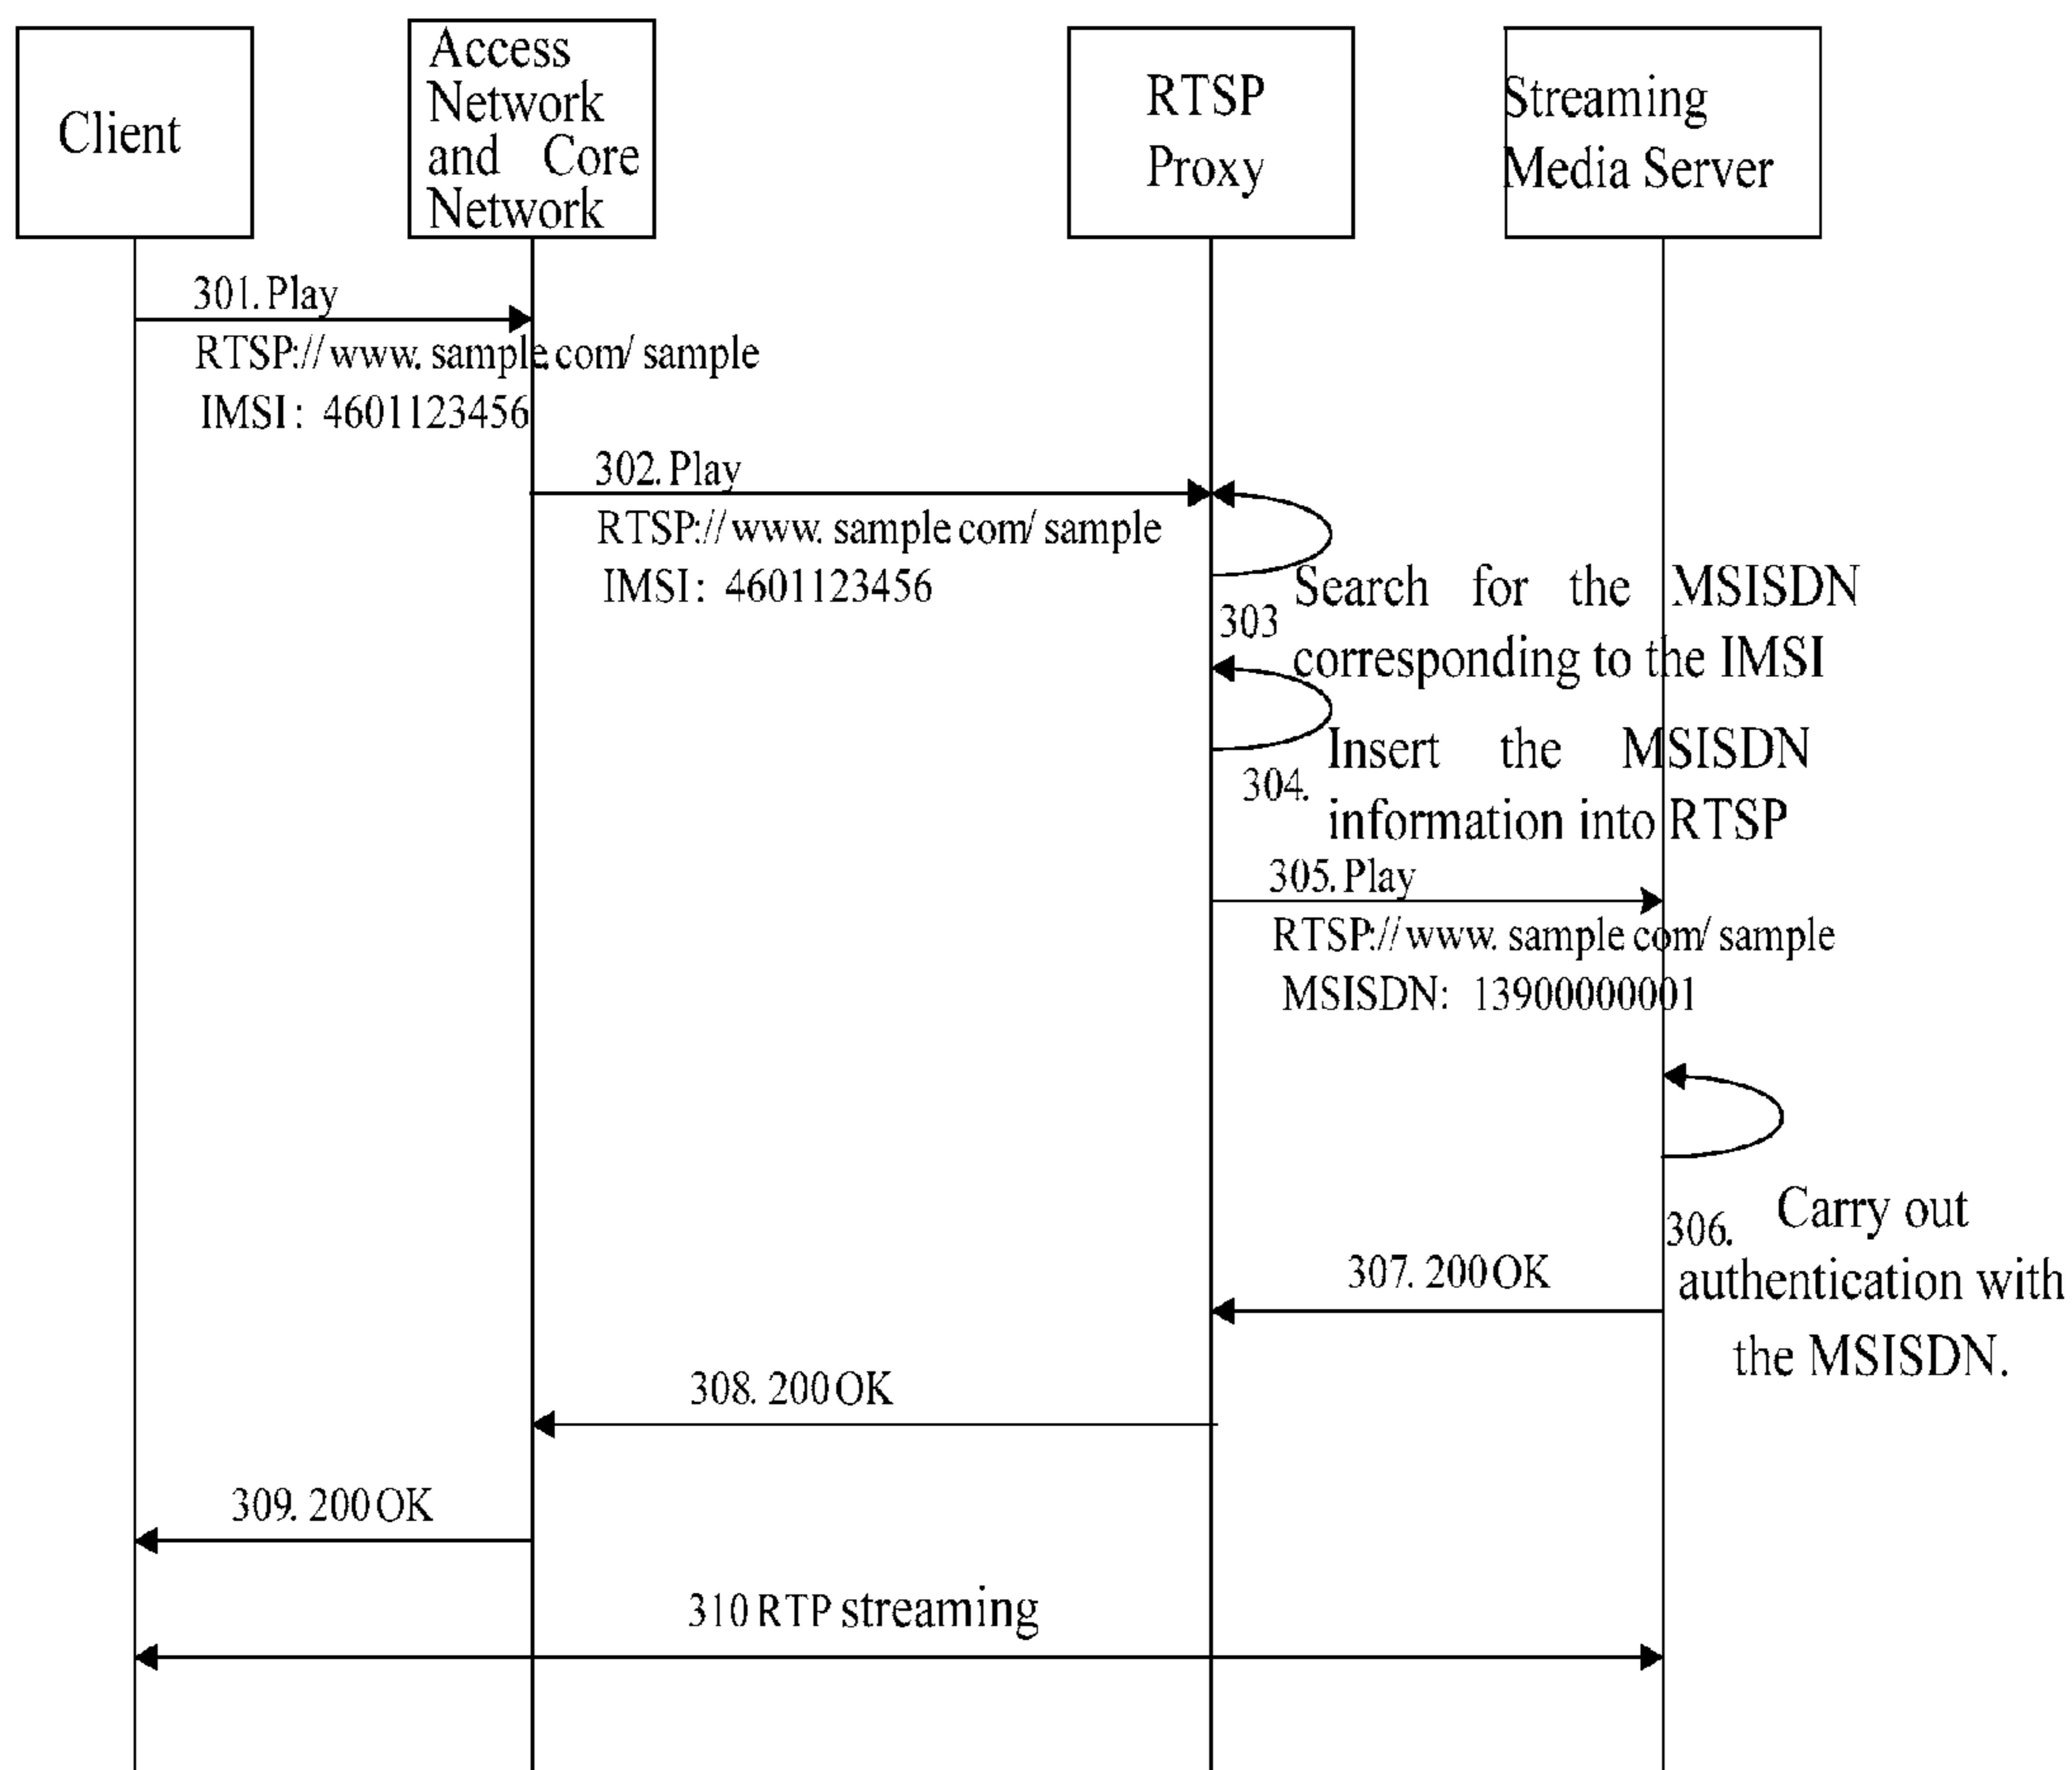 Client
Access
Network
and Core
Network
RTSP
Proxy
Streaming
Media Server
301. Play
RTSP://www. sample.com/ sample
IMSI: 4601123456
302. Play
RTSP://www. sample com/ sample
IMSI: 4601123456
303
Search for the MSISDN
corresponding to the IMSI
304.
Insert the MSISDN
information into RTSP
305. Play
RTSP://www. sample com/ sample
MSISDN: 13900000001
306.
Carry out
authentication with
the MSISDN.
307. 200 OK
308. 200 OK
309. 200 OK
310 RTP streaming